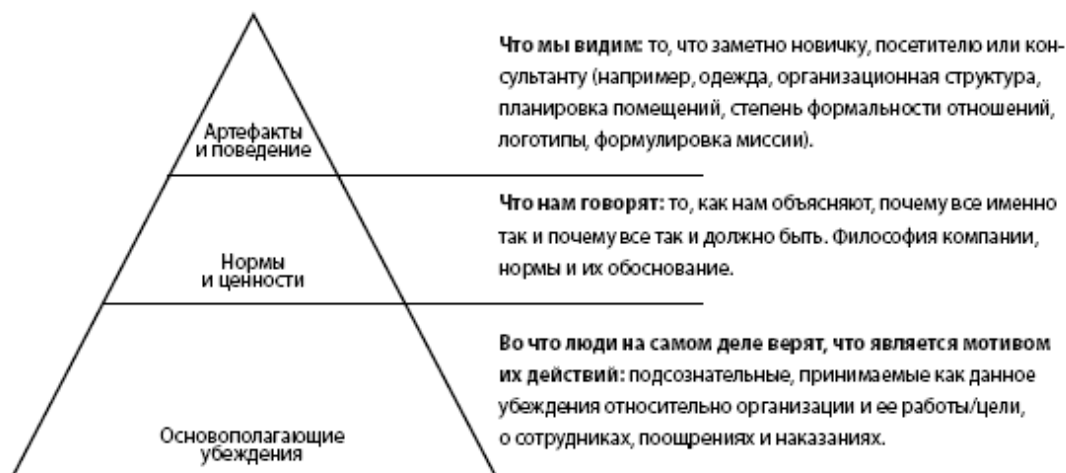 Что мы видим: то, что заметно новичку, посетителю или кон-
сультанту (например, одежда, организационная структура,
планировка помещений, степень формальности отношений,
логотипы, формулировка миссии).
Артефакты
и поведение
Что нам говорят: то, как нам объясняют, почему все именно
так и почему все так и должно быть. Философия компании,
нормы и их обоснование.
Нормы
и ценности
Во что люди на самом деле верят, что является мотивом
их действий: подсознательные, принимаемые как данное
убеждения относительно организации и ее работы/цели,
о сотрудниках, поощрениях и наказаниях.
Основополагающие
убеждения